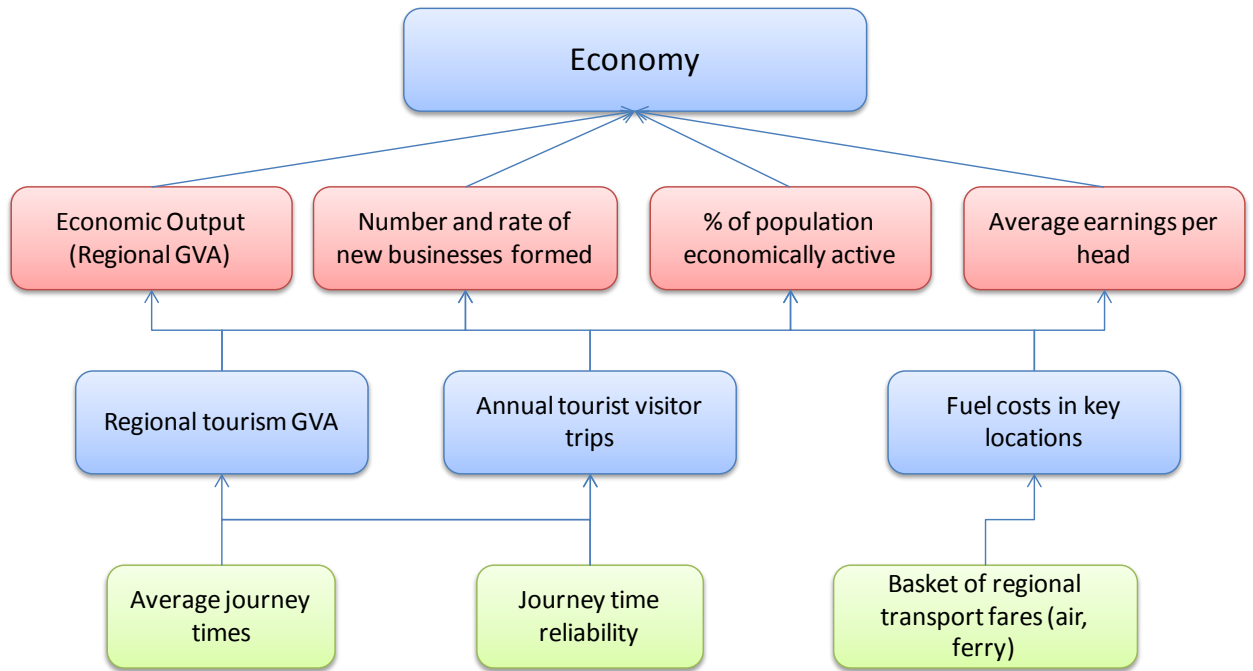 Economy
Economic Output
(Regional GVA)
Number and rate of
new businesses formed
% of population
economically active
Average earnings per
head
Regional tourism GVA
Annual tourist visitor
trips
Fuel costs in key
locations
Average journey
times
Journey time
reliability
Basket of regional
transport fares (air,
ferry)